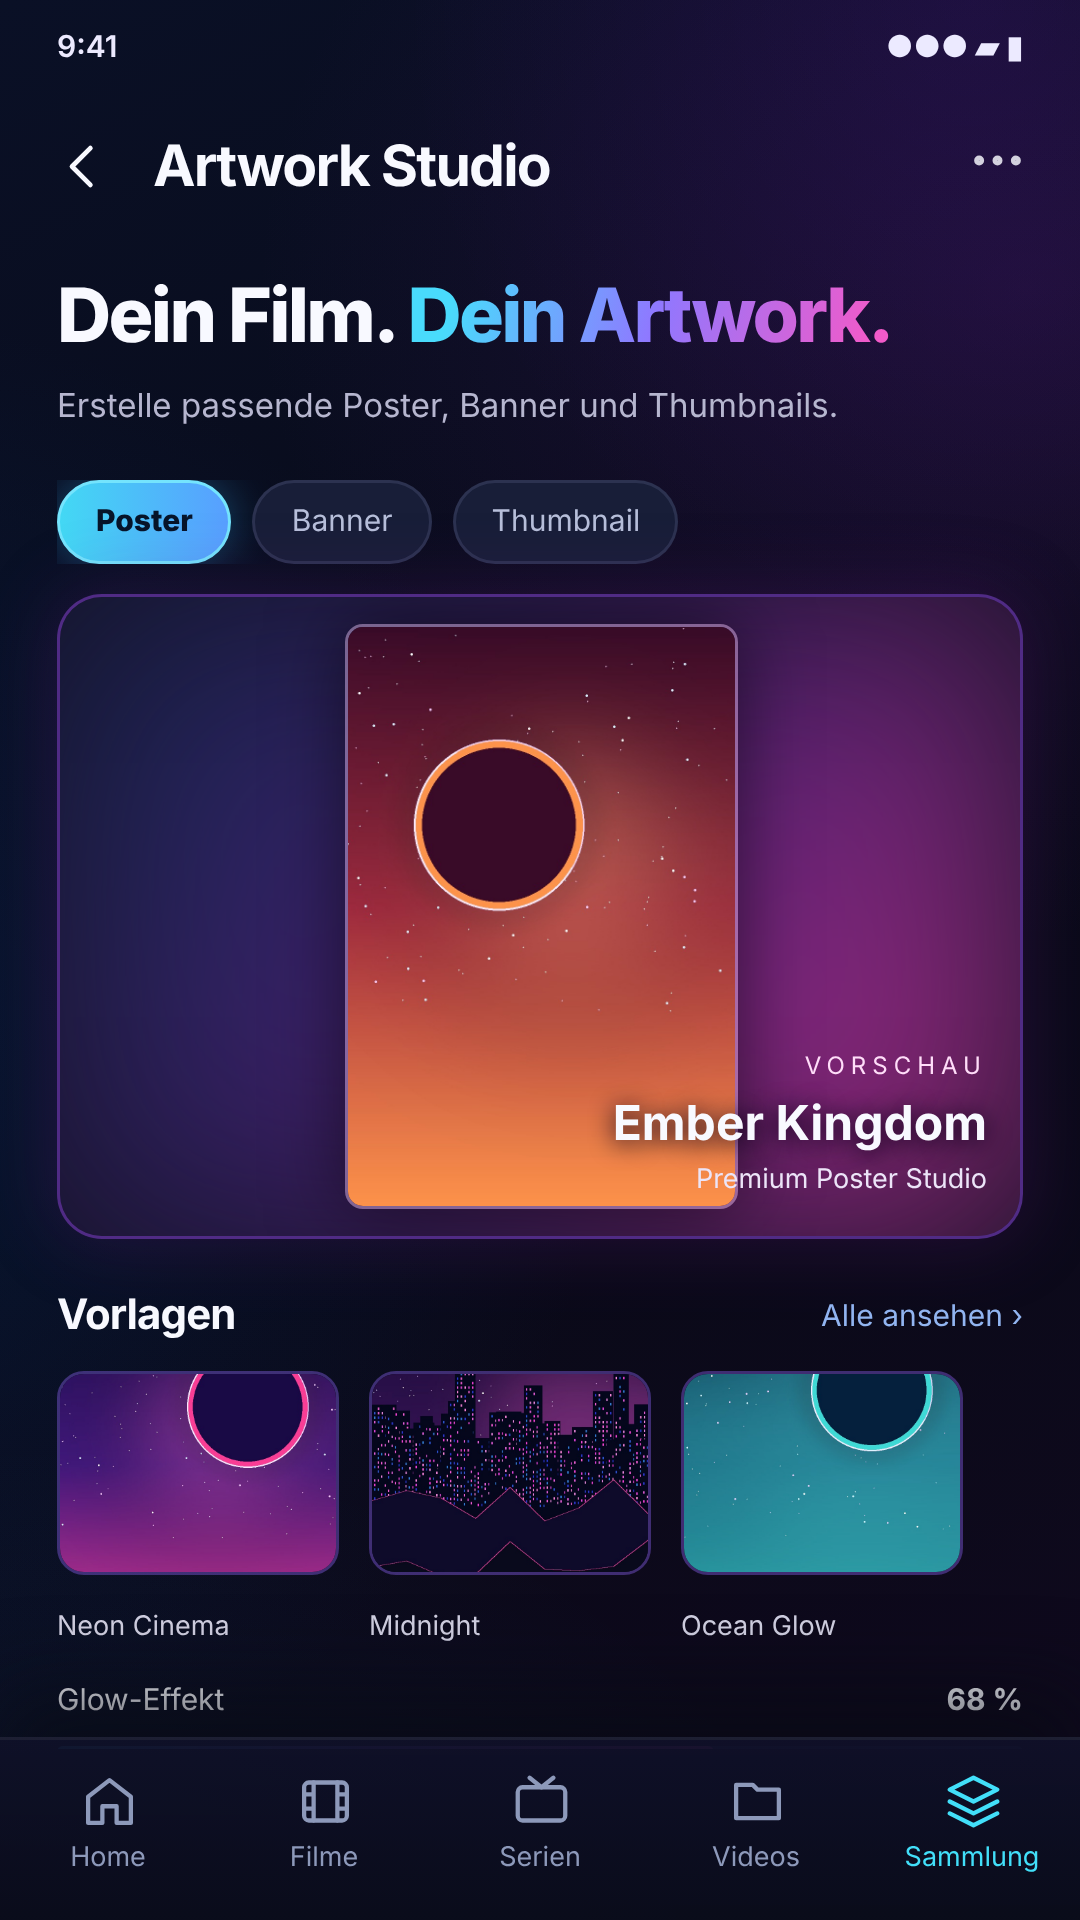 9:41
Artwork Studio
Dein Film. Dein Artwork.
Erstelle passende Poster, Banner und Thumbnails.
Poster
Banner
Thumbnail
VORSCHAU
Ember Kingdom
Premium Poster Studio
Vorlagen
Alle ansehen ›
Neon Cinema
Midnight
Ocean Glow
Glow-Effekt
68 %
Home
Filme
Serien
Videos
Sammlung